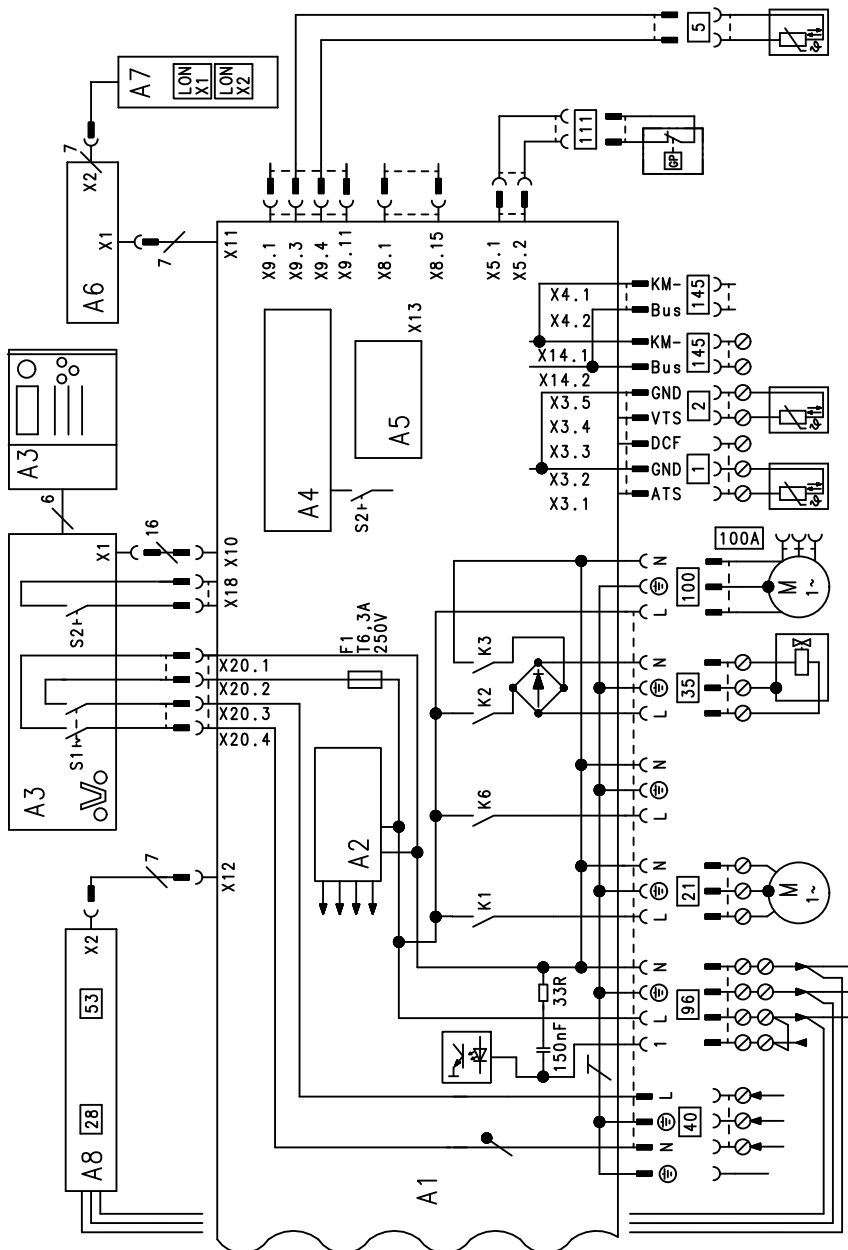 A7
LON X1
LON X2
7
X2
A6
X1
7
X11
A3
A3
6
X1
16
X10
S2
X18
S1
X20.1
X20.2
X20.3
X20.4
F1
T6,3A
250V
A8
28
53
X2
7
X12
A1
A2
A4
S2
A5
X13
X9.1
X9.3
X9.4
X9.11
X8.1
X8.15
X5.1
X5.2
5
ϑ
111
GP
X4.1
X4.2
X14.1
X14.2
X3.5
X3.4
X3.3
X3.2
X3.1
KM-
Bus
145
KM-
Bus
145
GND
VTS
2
ϑ
DCF
GND
ATS
1
ϑ
100A
N
L
100
M
1~
K3
K2
N
L
35
K6
N
L
K1
N
L
21
M
1~
33R
150nF
N
L
1
96
L
N
40